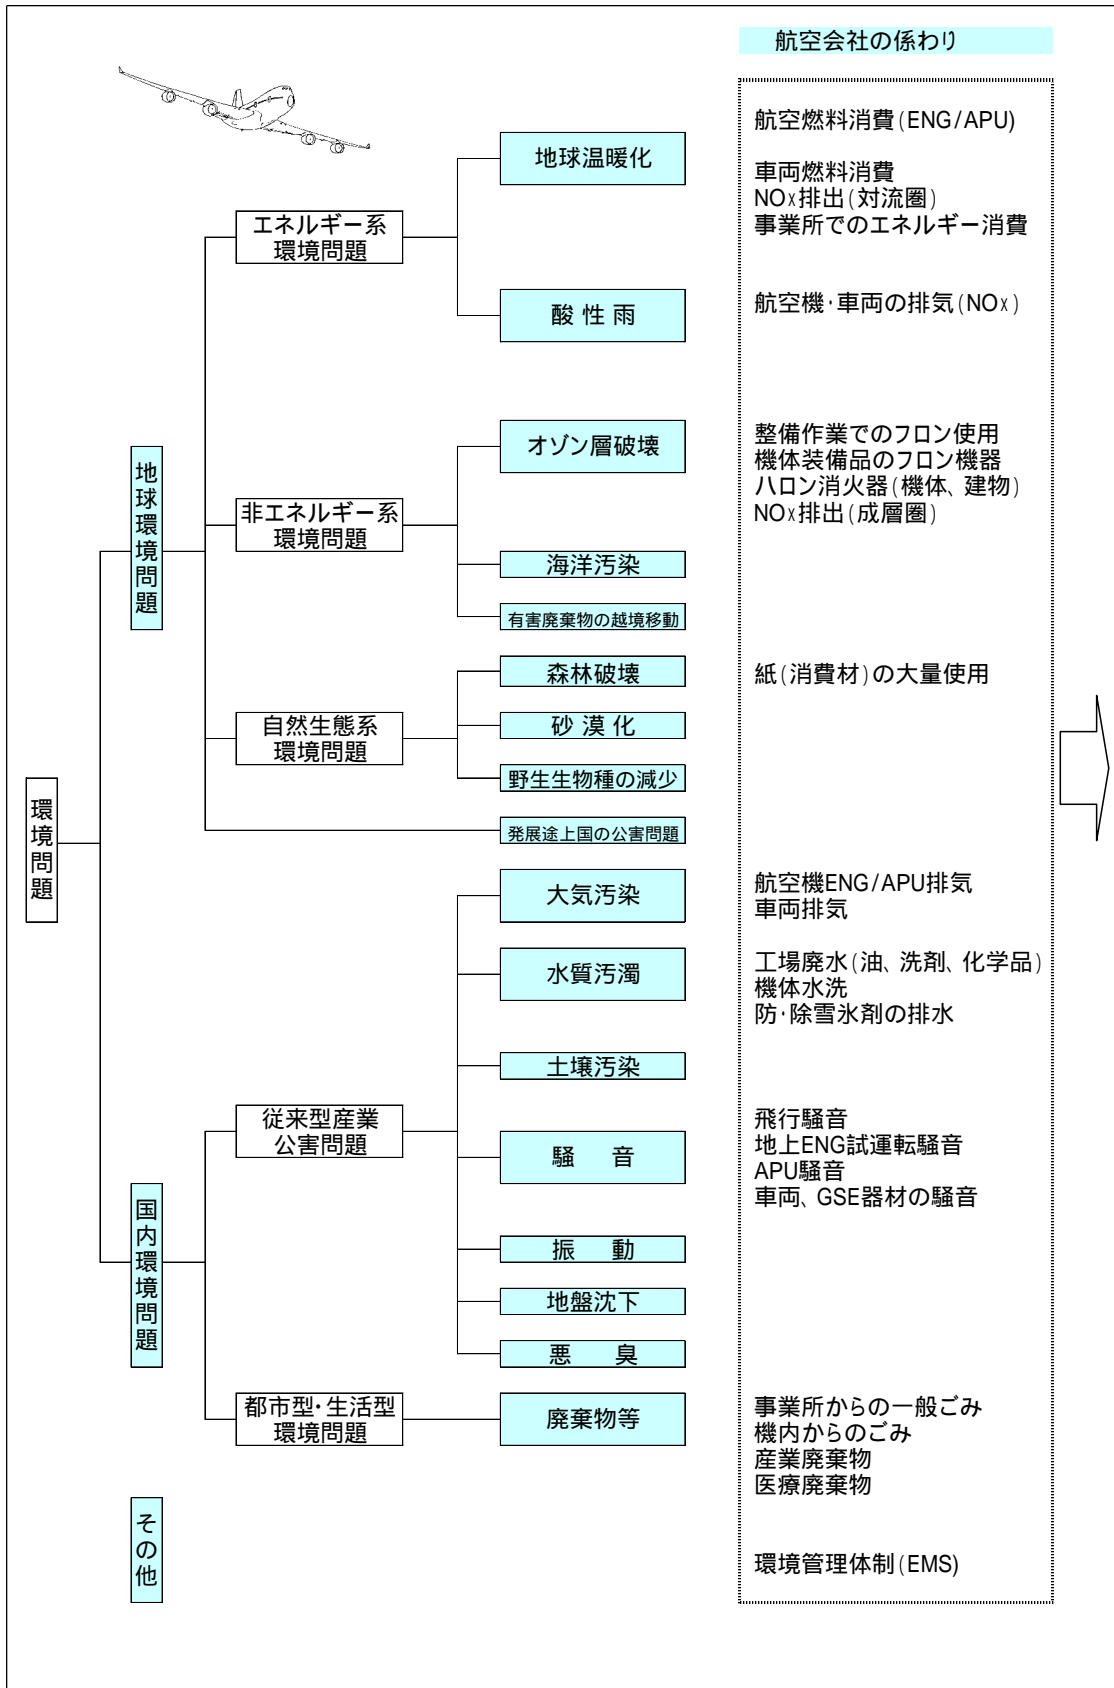 航空会社の係わり
航空燃料消費(ENG/APU)
地球温暖化
車両燃料消費
NOx排出(対流圏)
事業所でのエネルギー消費
エネルギー系
環境問題
酸 性 雨
航空機・車両の排気(NOx)
オゾン層破壊
整備作業でのフロン使用
機体装備品のフロン機器
ハロン消火器(機体、建物)
NOx排出(成層圏)
地球環境問題
非エネルギー系
環境問題
海洋汚染
有害廃棄物の越境移動
森林破壊
紙(消費材)の大量使用
自然生態系
環境問題
砂 漠 化
野生生物種の減少
環境問題
発展途上国の公害問題
大気汚染
航空機ENG/APU排気
車両排気
水質汚濁
工場廃水(油、洗剤、化学品)
機体水洗
防・除雪氷剤の排水
土壌汚染
従来型産業
公害問題
騒 音
飛行騒音
地上ENG試運転騒音
APU騒音
車両、GSE器材の騒音
国内環境問題
振 動
地盤沈下
悪 臭
都市型・生活型
環境問題
廃棄物等
事業所からの一般ごみ
機内からのごみ
産業廃棄物
医療廃棄物
その他
環境管理体制(EMS)